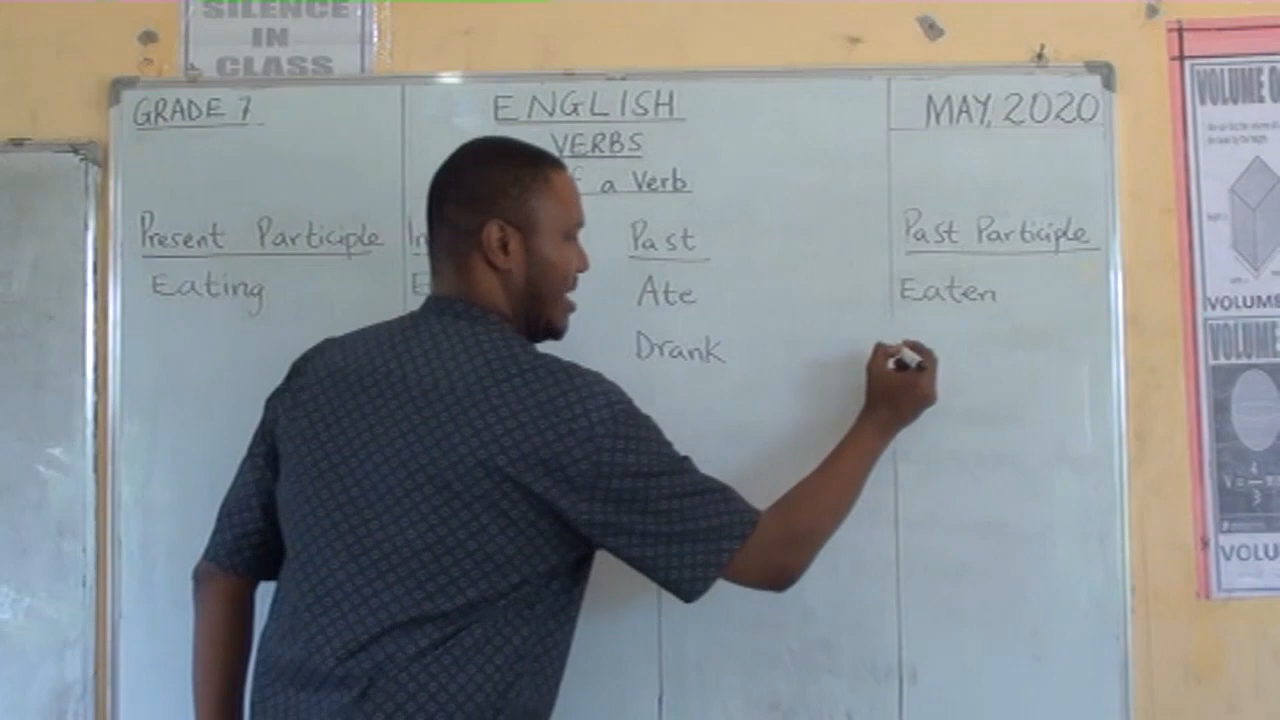 SILENCE
IN
CLASS
GRADE 7
ENGLISH
MAY, 2020
VERBS
a Verb
Present Participle
Past
Past Participle
Eating
Ate
Eaten
Drank
VOLUME
VOLUME
VOLUME
VOLU